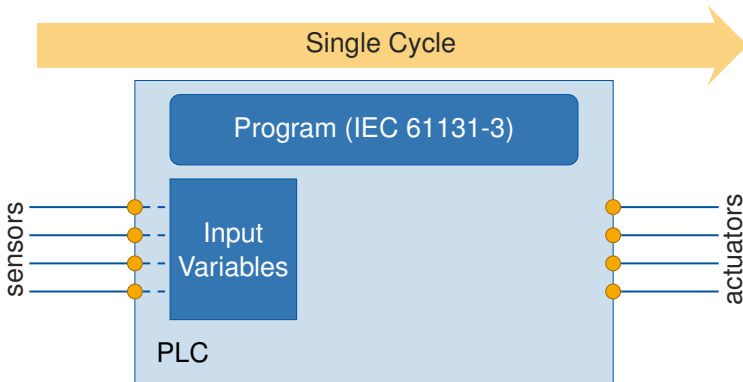 Single Cycle
Program (IEC 61131-3)
sensors
Input
Variables
actuators
PLC